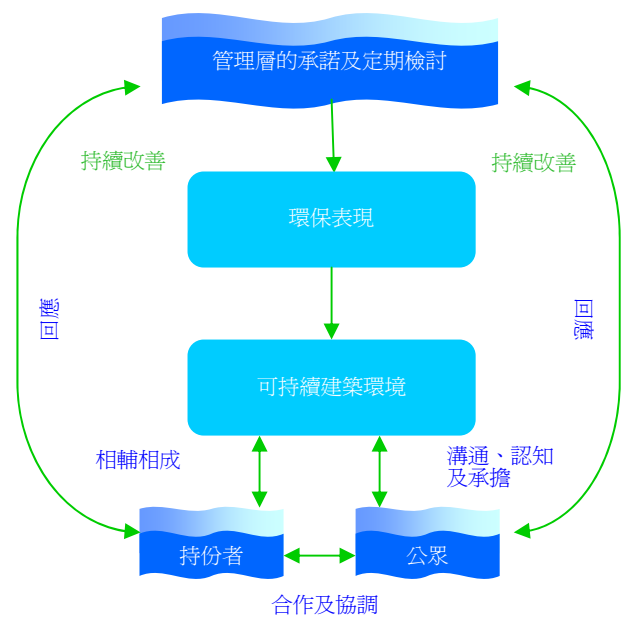 管理層的承諾及定期檢討
持續改善
持續改善
環保表現
回應
回應
可持續建築環境
相輔相成
溝通、認知
及承擔
持份者
公眾
合作及協調